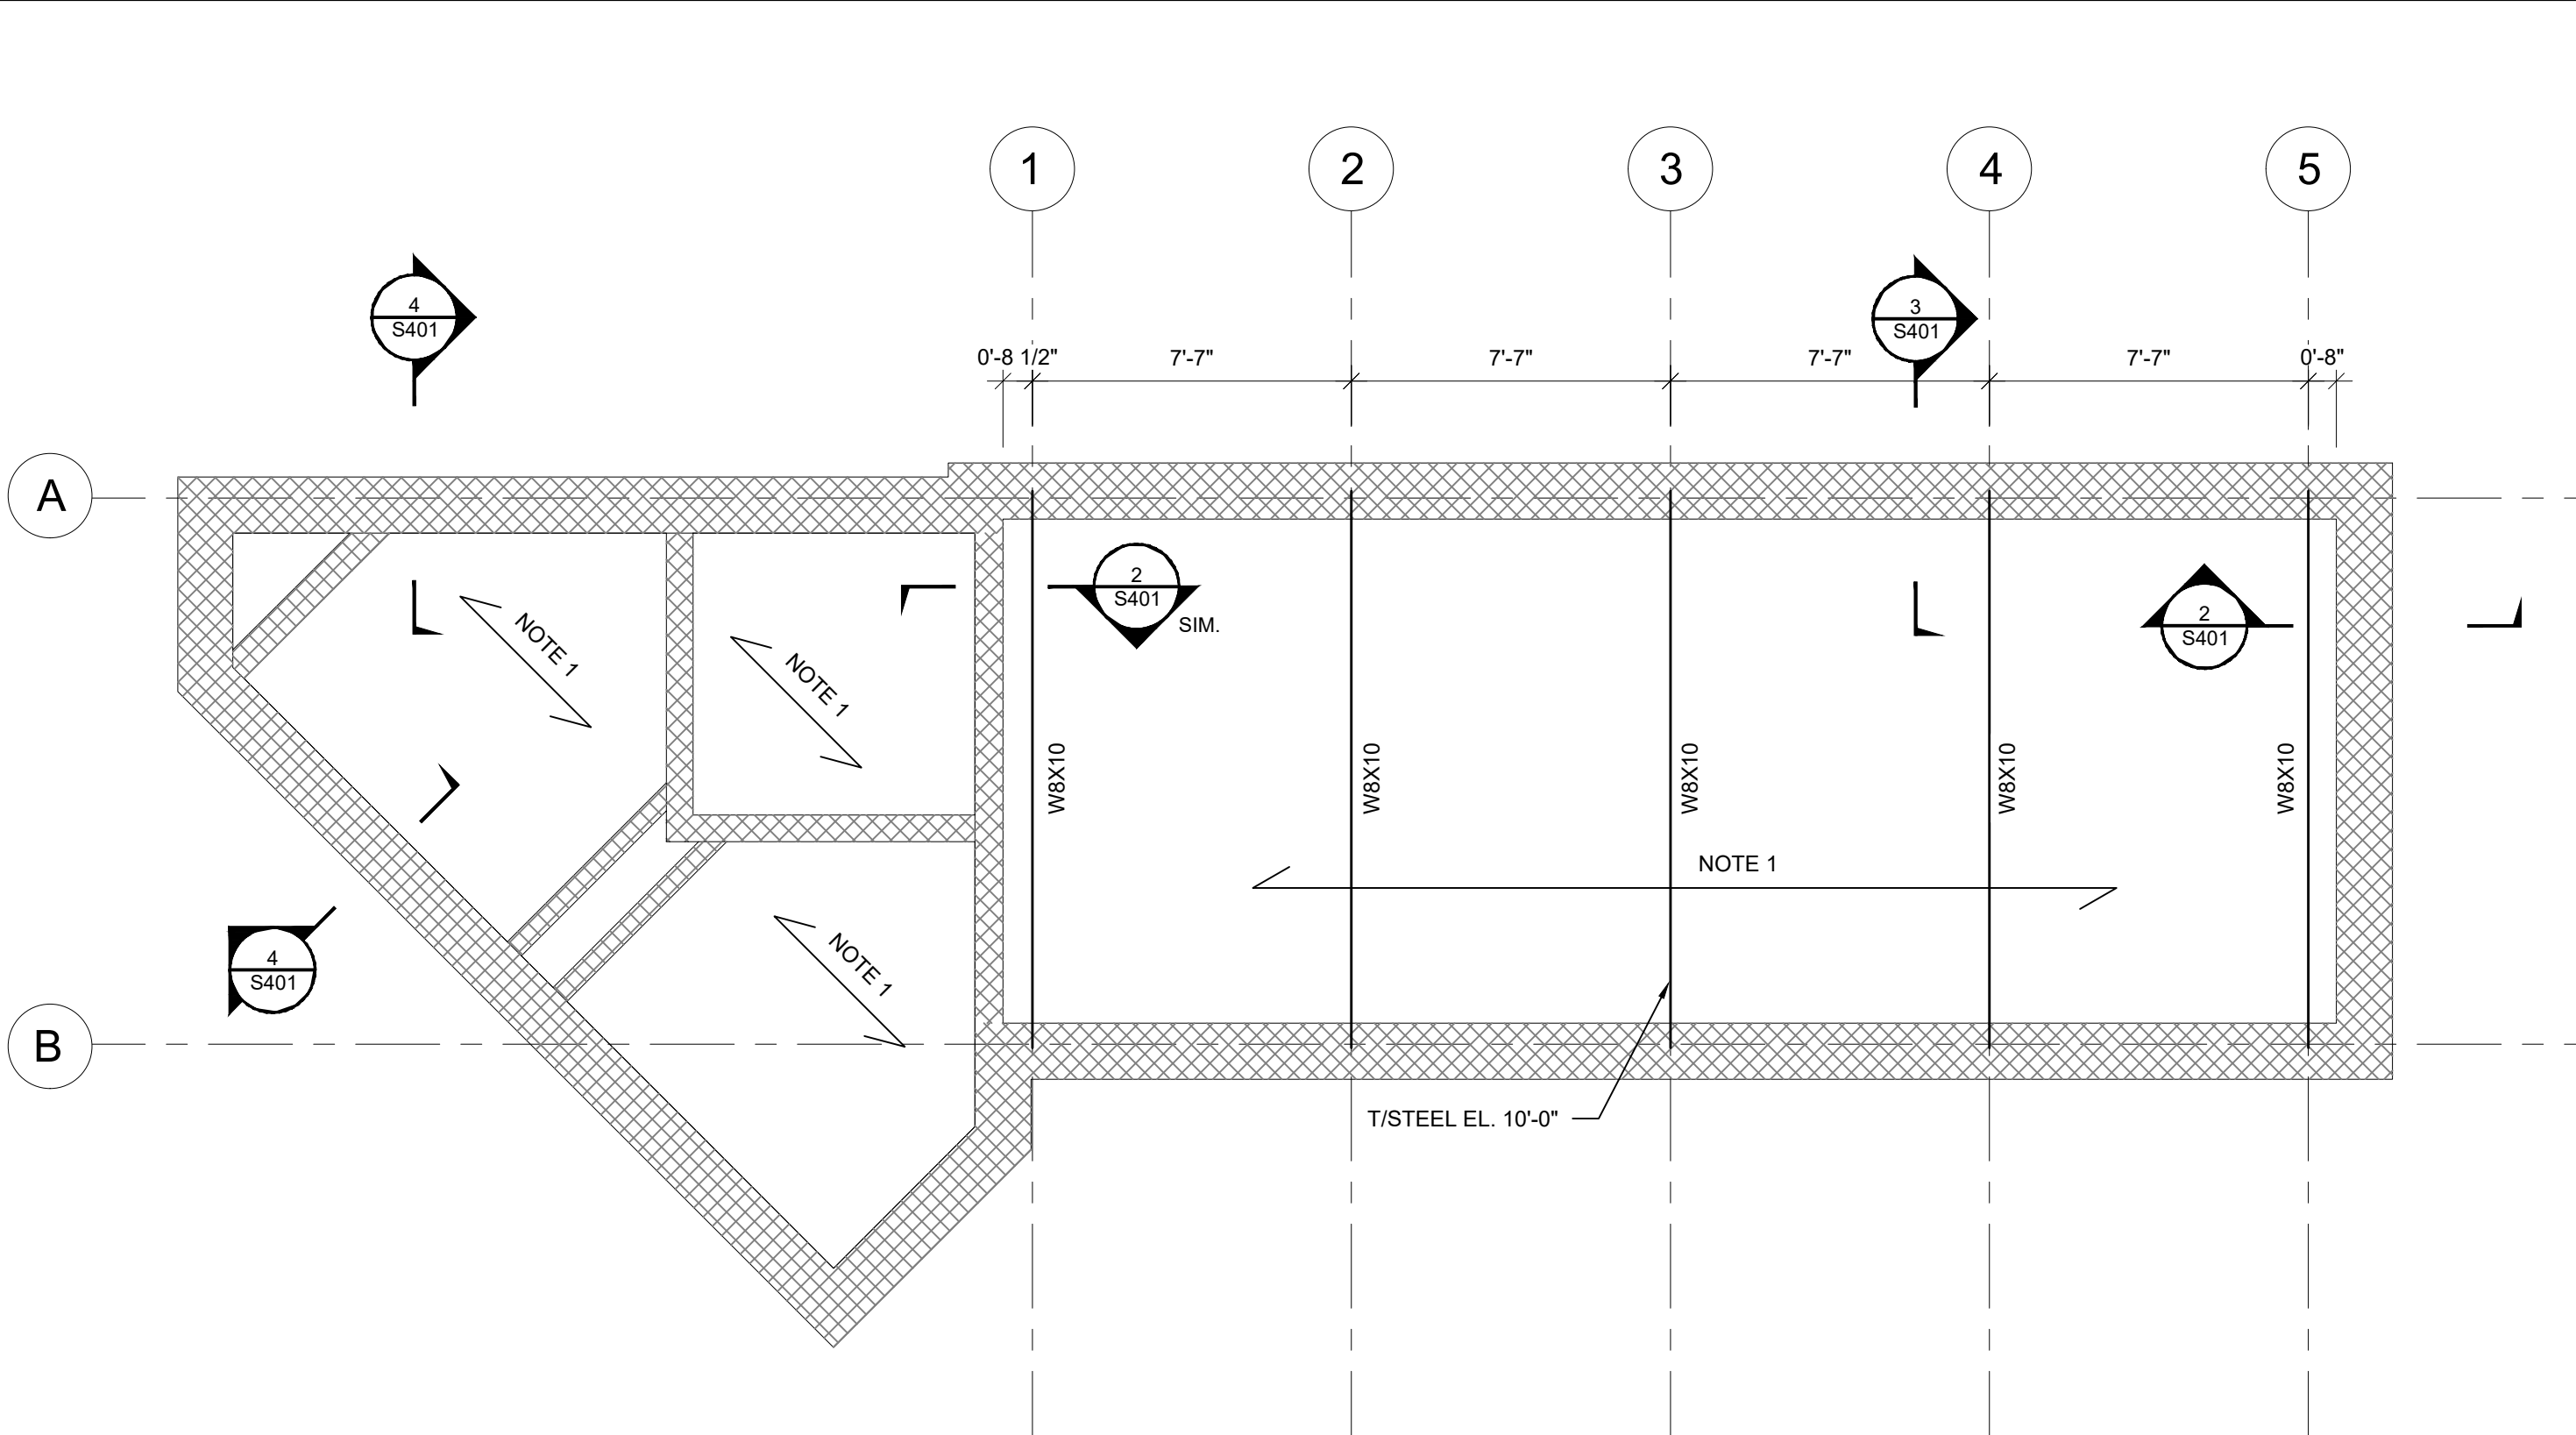 1
2
3
4
5
4
S401
3
S401
0'-8 1/2"
7'-7"
7'-7"
7'-7"
7'-7"
0'-8"
A
2
S401
SIM.
2
S401
NOTE 1
NOTE 1
W8X10
W8X10
W8X10
W8X10
W8X10
NOTE 1
NOTE 1
4
S401
B
T/STEEL EL. 10'-0"